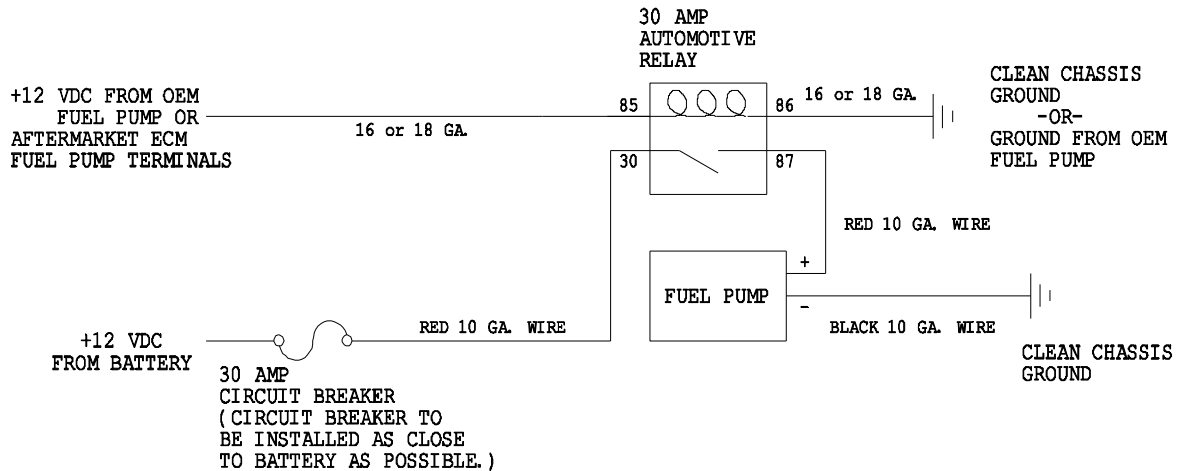 30 AMP
AUTOMOTIVE
RELAY
+12 VDC FROM OEM
FUEL PUMP OR
AFTERMARKET ECM
FUEL PUMP TERMINALS
16 or 18 GA.
85
86
16 or 18 GA.
30
87
CLEAN CHASSIS
GROUND
-OR-
GROUND FROM OEM
FUEL PUMP
RED 10 GA. WIRE
FUEL PUMP
+
-
BLACK 10 GA. WIRE
CLEAN CHASSIS
GROUND
+12 VDC
FROM BATTERY
RED 10 GA. WIRE
30 AMP
CIRCUIT BREAKER
(CIRCUIT BREAKER TO
BE INSTALLED AS CLOSE
TO BATTERY AS POSSIBLE.)